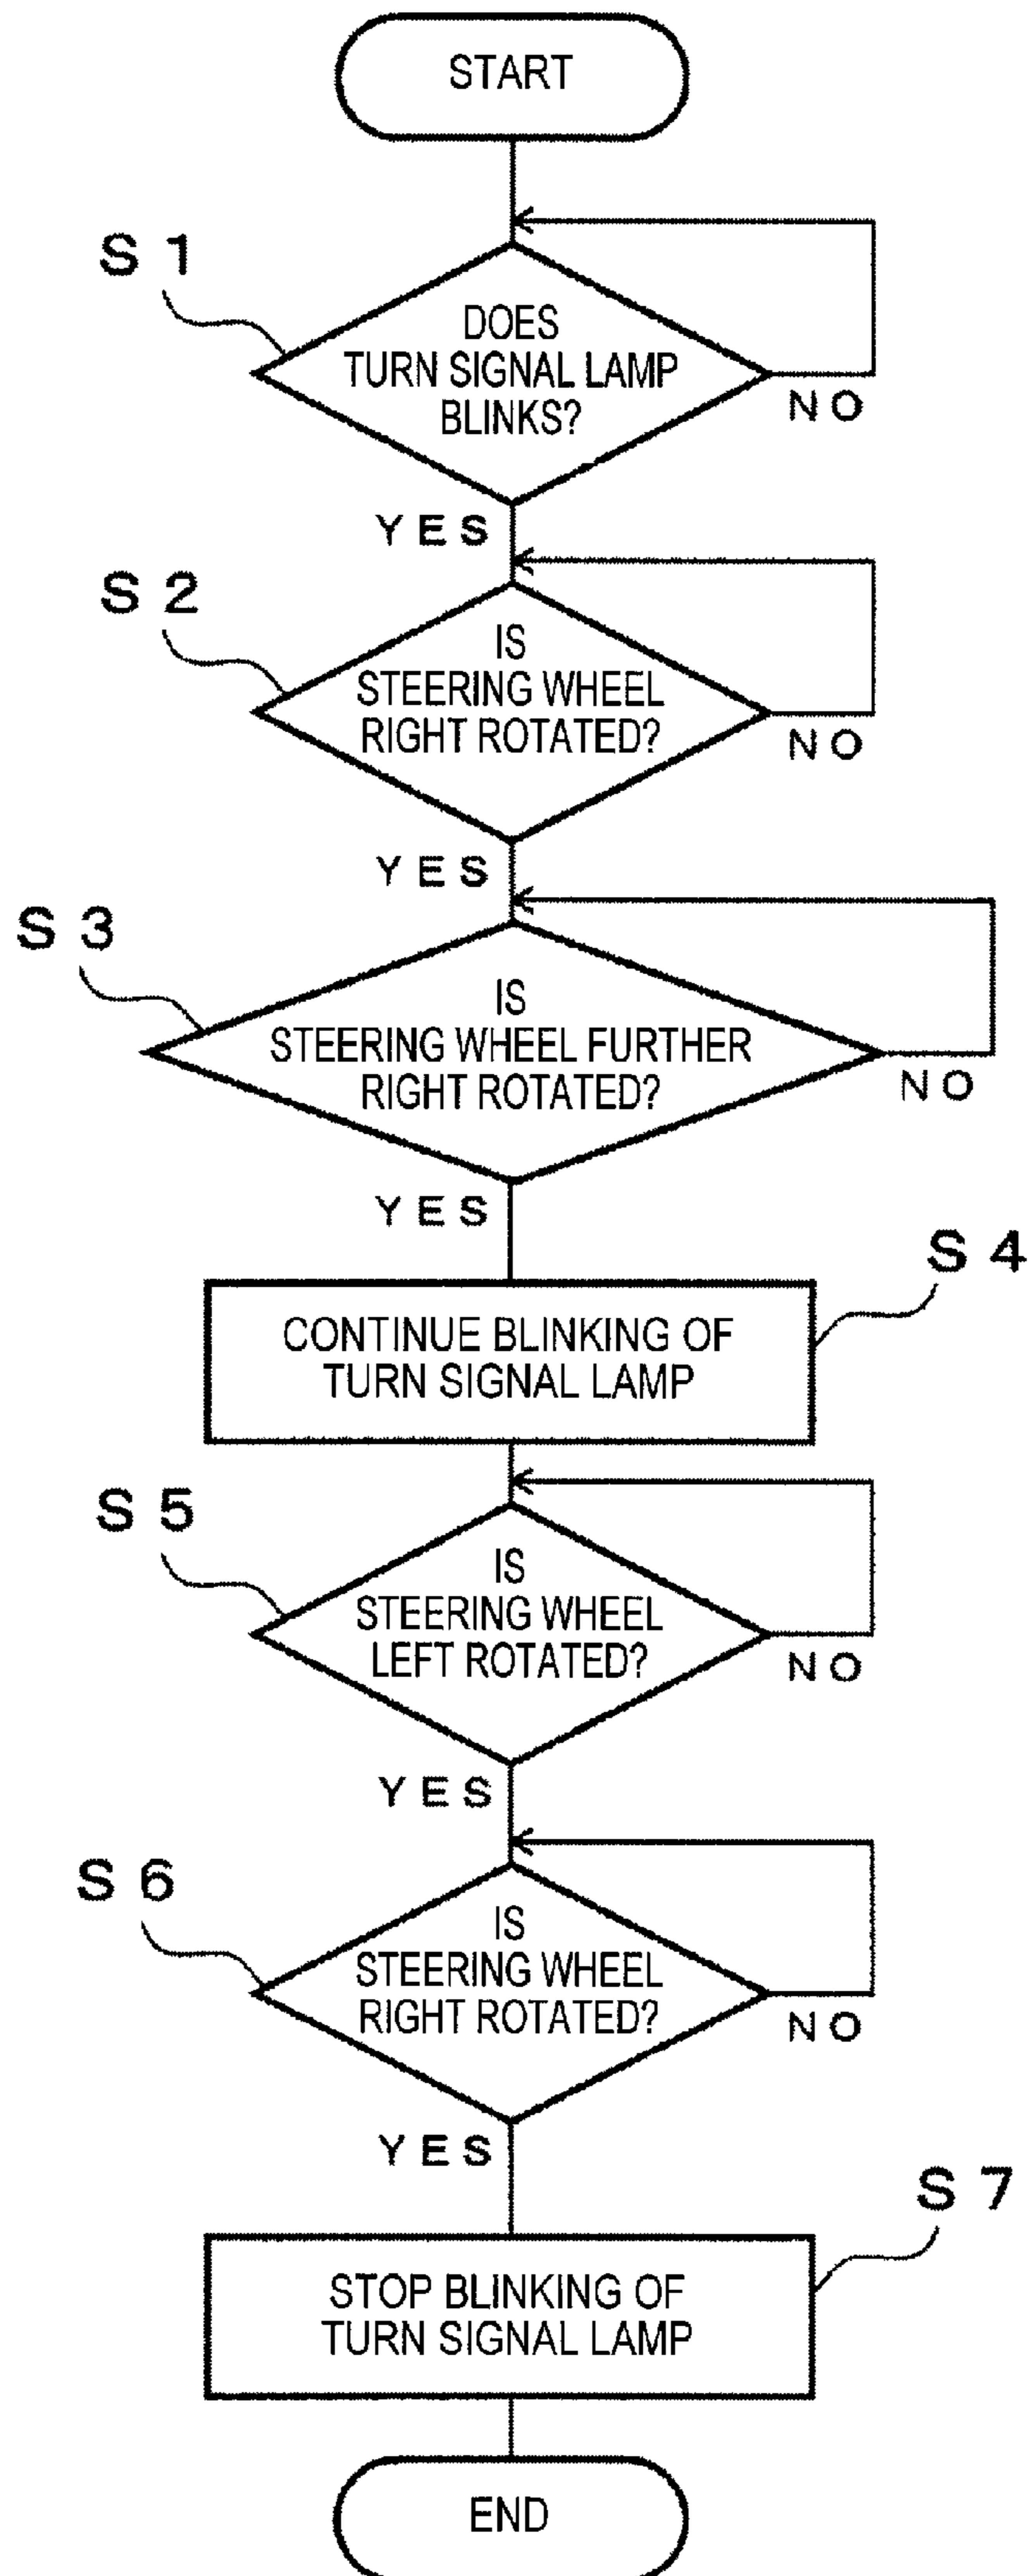 START
S 1
DOES
TURN SIGNAL LAMP
BLINKS?
NO
YES
S 2
IS
STEERING WHEEL
RIGHT ROTATED?
NO
YES
S 3
IS
STEERING WHEEL FURTHER
RIGHT ROTATED?
NO
YES
S 4
CONTINUE BLINKING OF
TURN SIGNAL LAMP
S 5
IS
STEERING WHEEL
LEFT ROTATED?
NO
YES
S 6
IS
STEERING WHEEL
RIGHT ROTATED?
NO
YES
S 7
STOP BLINKING OF
TURN SIGNAL LAMP
END